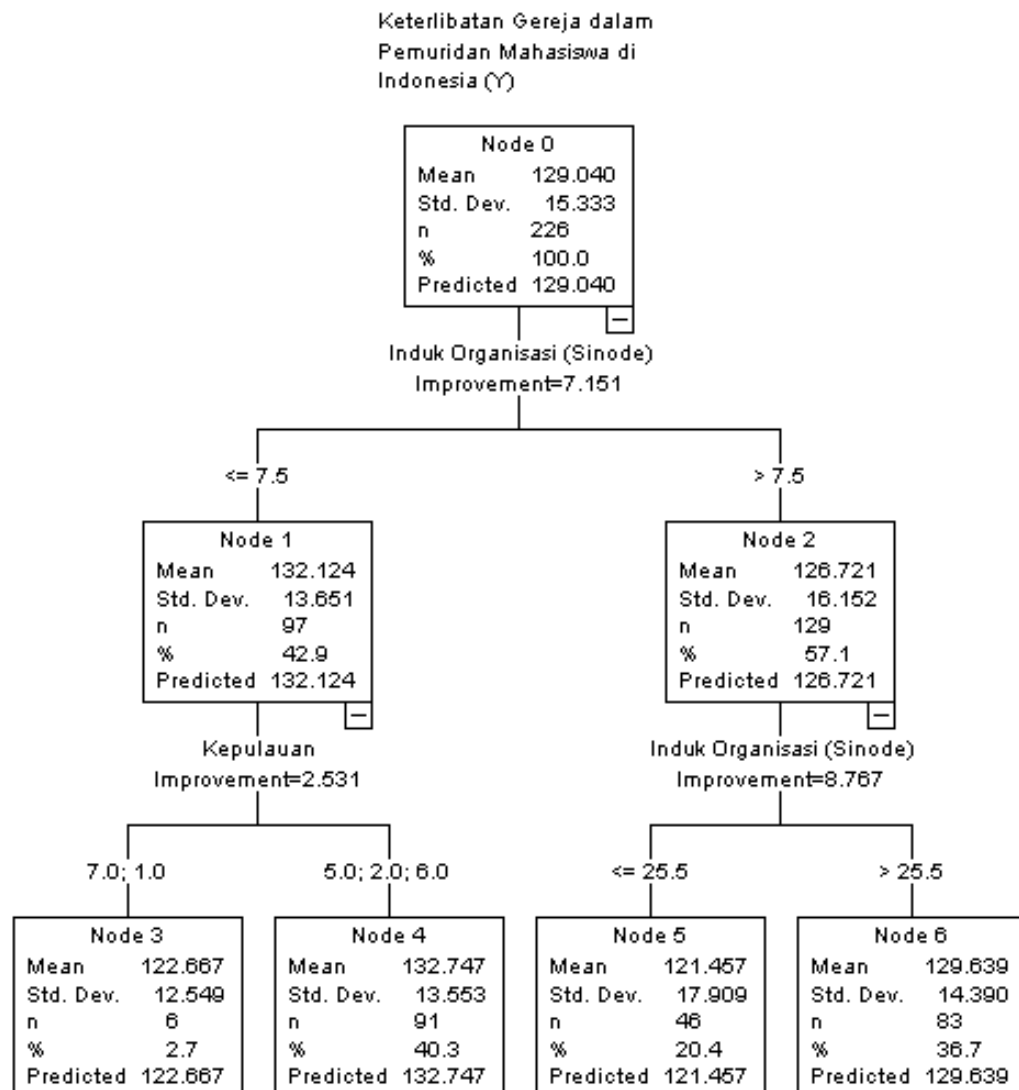 Keterlibatan Gereja dalam
Pemuridan Mahasiswa di
Indonesia (Y)
Node 0
Mean 129.040
Std. Dev. 15.333
n 226
% 100.0
Predicted 129.040
Induk Organisasi (Sinode)
Improvement=7.151
<= 7.5
> 7.5
Node 1
Mean 132.124
Std. Dev. 13.651
n 97
% 42.9
Predicted 132.124
Node 2
Mean 126.721
Std. Dev. 16.152
n 129
% 57.1
Predicted 126.721
Kepulauan
Improvement=2.531
Induk Organisasi (Sinode)
Improvement=8.767
7.0; 1.0
5.0; 2.0; 6.0
<= 25.5
> 25.5
Node 3
Mean 122.667
Std. Dev. 12.549
n 6
% 2.7
Predicted 122.667
Node 4
Mean 132.747
Std. Dev. 13.553
n 91
% 40.3
Predicted 132.747
Node 5
Mean 121.457
Std. Dev. 17.909
n 46
% 20.4
Predicted 121.457
Node 6
Mean 129.639
Std. Dev. 14.390
n 83
% 36.7
Predicted 129.639